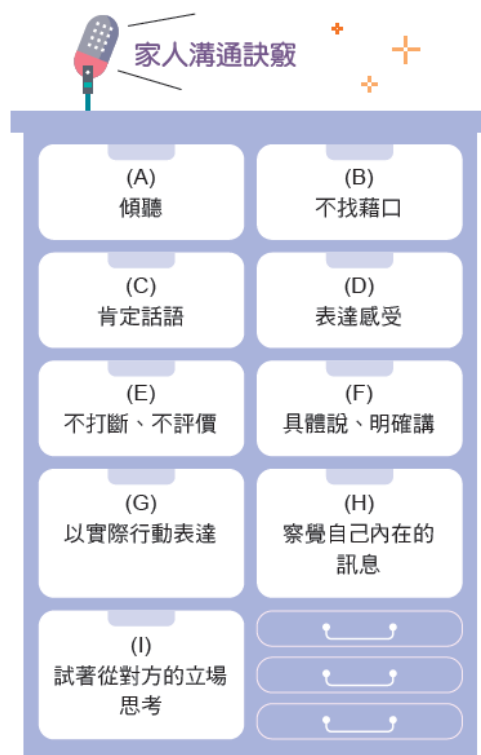 家人溝通訣竅
(A)
傾聽
(B)
不找藉口
(C)
肯定話語
(D)
表達感受
(E)
不打斷、不評價
(F)
具體說、明確講
(G)
以實際行動表達
(H)
察覺自己內在的
訊息
(I)
試著從對方的立場
思考